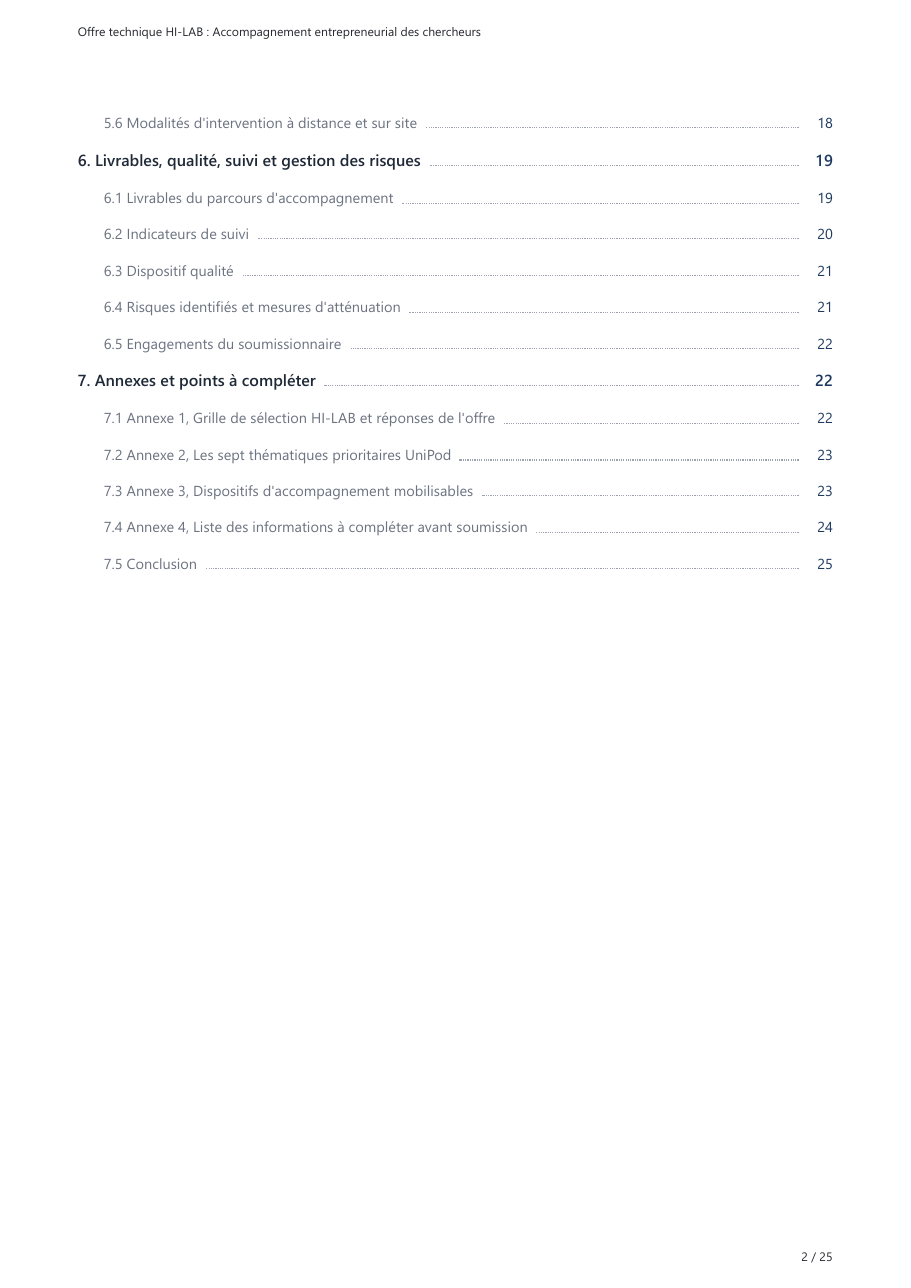 Offre technique HI-LAB : Accompagnement entrepreneurial des chercheurs
5.6 Modalités d'intervention à distance et sur site 18
6. Livrables, qualité, suivi et gestion des risques 19
6.1 Livrables du parcours d'accompagnement 19
6.2 Indicateurs de suivi 20
6.3 Dispositif qualité 21
6.4 Risques identifiés et mesures d'atténuation 21
6.5 Engagements du soumissionnaire 22
7. Annexes et points à compléter 22
7.1 Annexe 1, Grille de sélection HI-LAB et réponses de l'offre 22
7.2 Annexe 2, Les sept thématiques prioritaires UniPod 23
7.3 Annexe 3, Dispositifs d'accompagnement mobilisables 23
7.4 Annexe 4, Liste des informations à compléter avant soumission 24
7.5 Conclusion 25
2 / 25